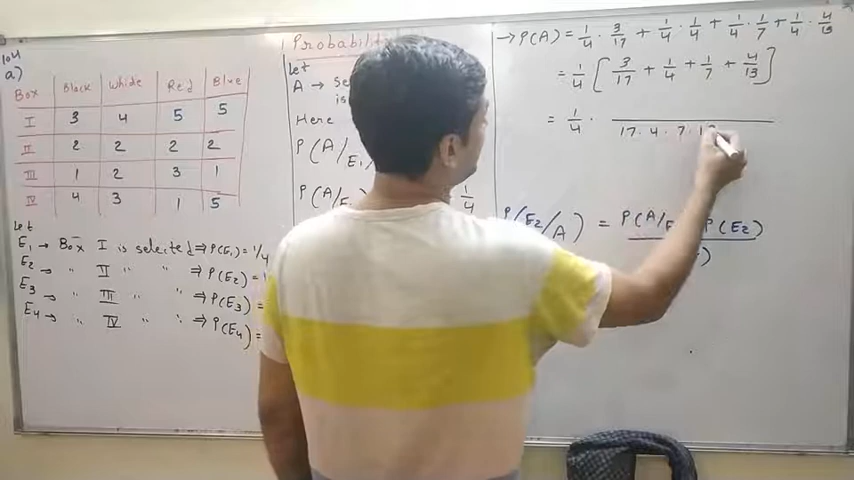 104
a)
Box Black White Red Blue
I 3 4 5 5
II 2 2 2 2
III 1 2 3 1
IV 4 3 1 5
Let
E₁ → Box I is selected ⇒ P(E₁) = 1/4
E₂ → " II " " ⇒ P(E₂) =
E₃ → " III " " ⇒ P(E₃)
E₄ → " IV " " ⇒ P(E₄) =
Probabili
Let
A →
is
Here
P(A/E₁
P(A/E
1/4
→ P(A) = 1/4 · 3/17 + 1/4 · 1/4 + 1/4 · 1/7 + 1/4 · 4/13
= 1/4 [ 3/17 + 1/4 + 1/7 + 4/13 ]
= 1/4 · /17 · 4 · 7 · 1
P(E₂/A) = P(A/E P(E₂)
)